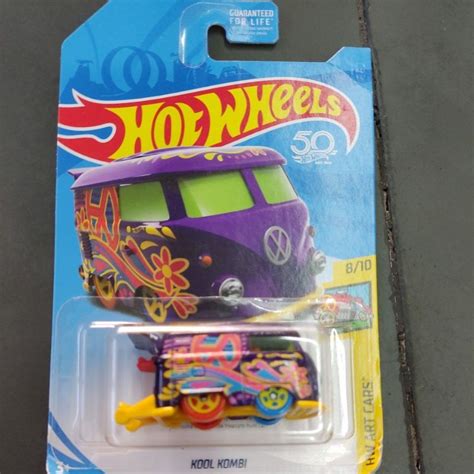 GUARANTEED
FOR LIFE
HOT WHEELS
50
8/10
HW ART CARS
KOOL KOMBI